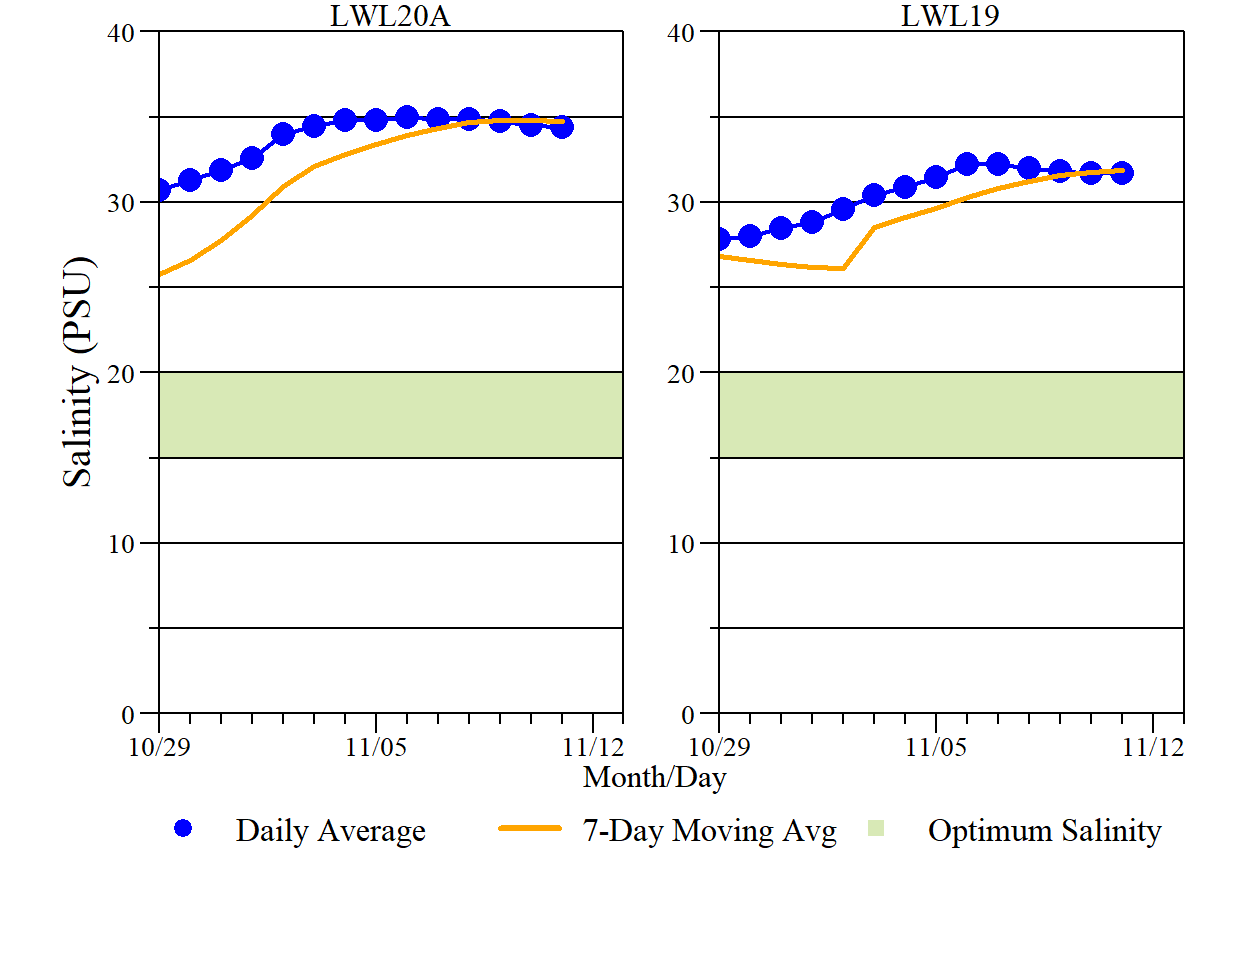 LWL20A
LWL19
Salinity (PSU)
40
30
20
10
0
10/29
11/05
11/12
40
30
20
10
0
10/29
11/05
11/12
Month/Day
Daily Average
7-Day Moving Avg
Optimum Salinity